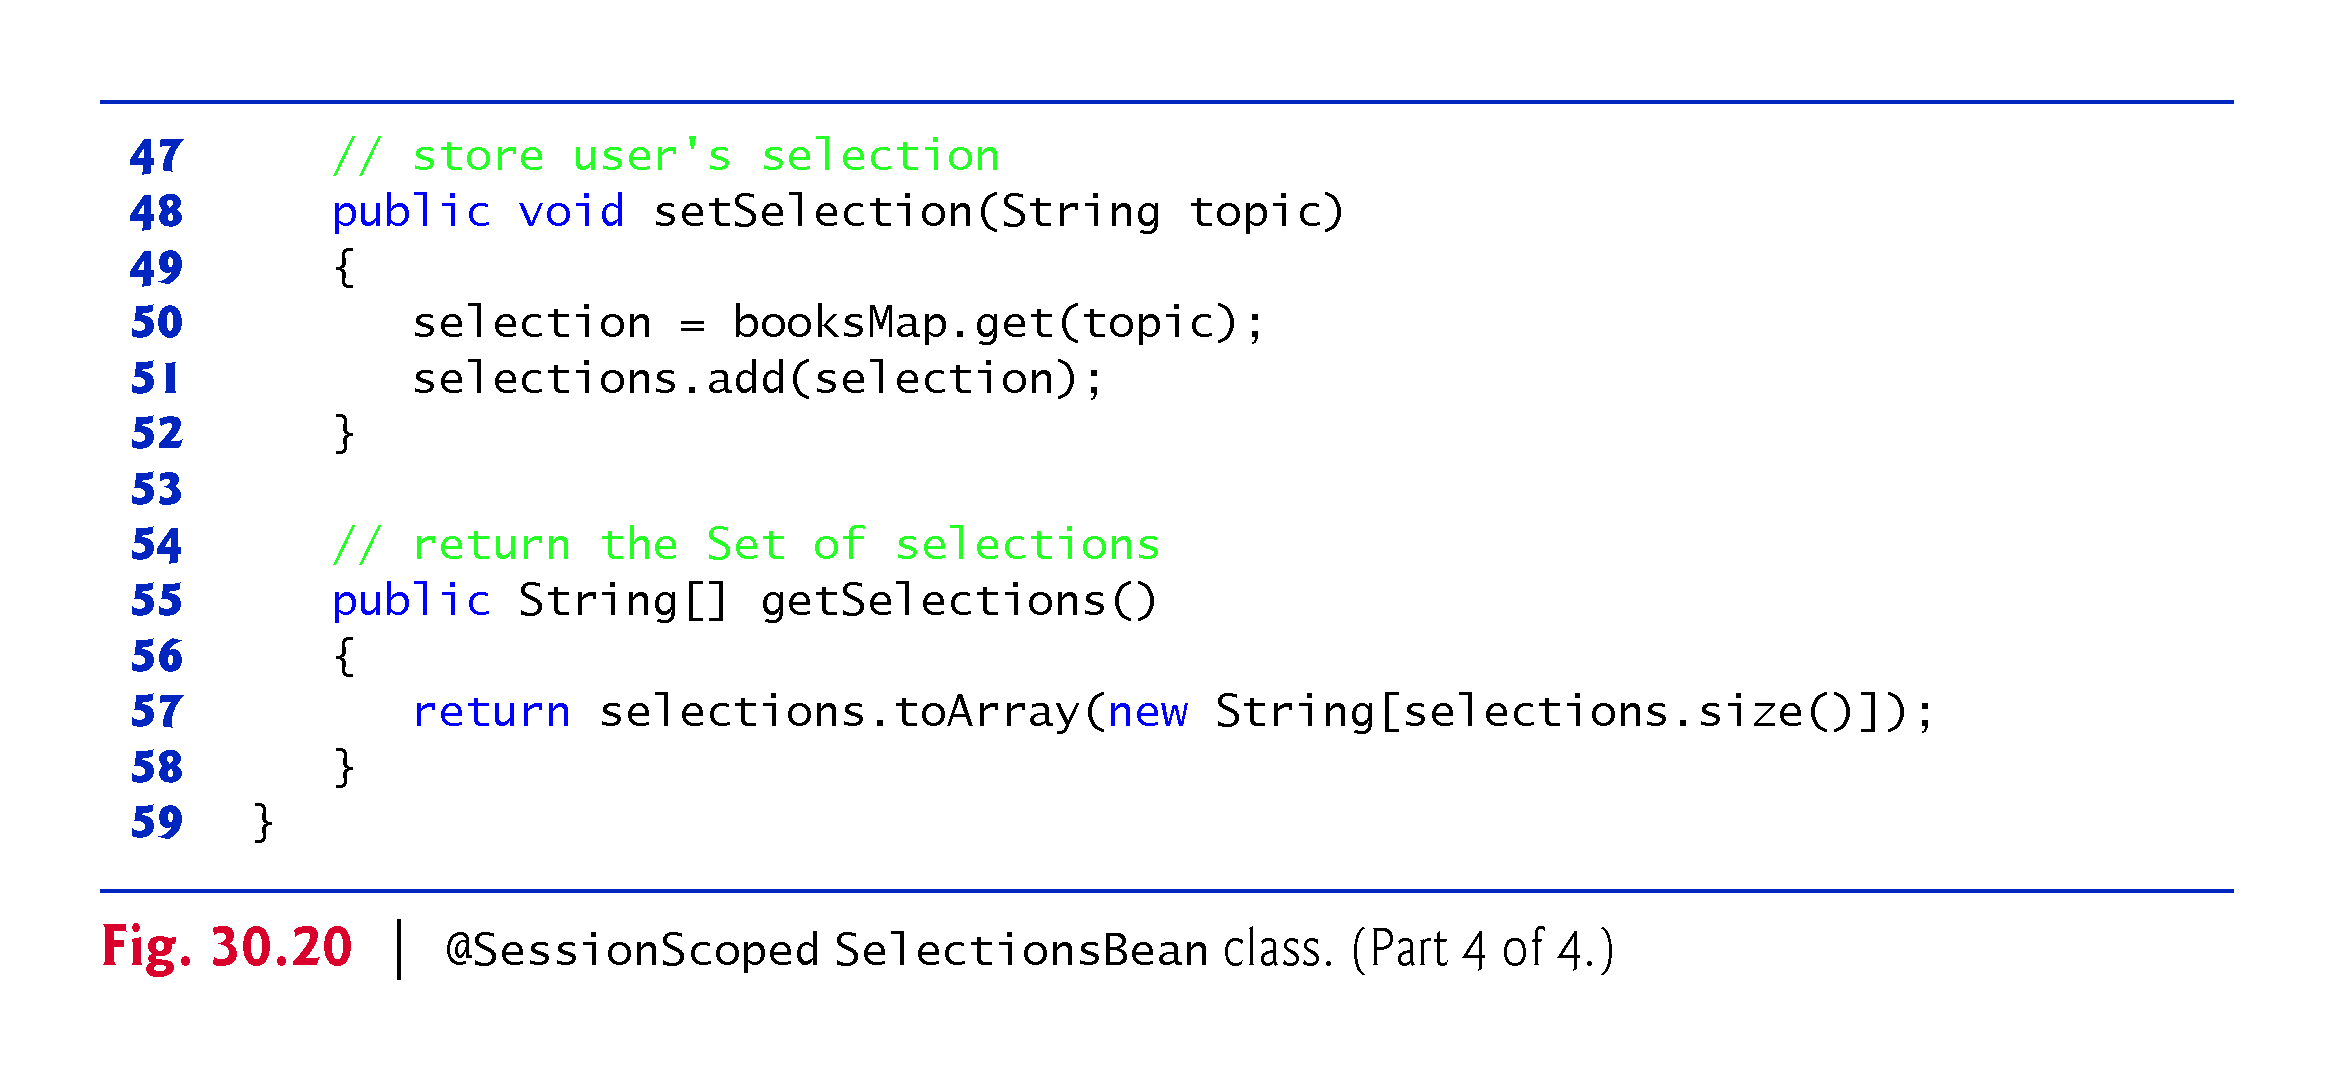 47 // store user's selection
48 public void setSelection(String topic)
49 {
50 selection = booksMap.get(topic);
51 selections.add(selection);
52 }
53
54 // return the Set of selections
55 public String[] getSelections()
56 {
57 return selections.toArray(new String[selections.size()]);
58 }
59 }
Fig. 30.20 | @SessionScoped SelectionsBean class. (Part 4 of 4.)